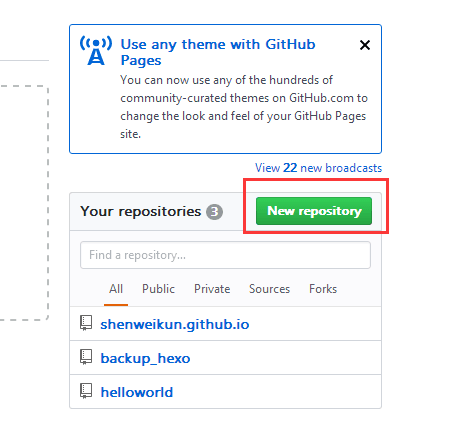 Use any theme with GitHub
Pages
You can now use any of the hundreds of
community-curated themes on GitHub.com to
change the look and feel of your GitHub Pages
site.
View 22 new broadcasts
Your repositories 3 New repository
Find a repository...
All Public Private Sources Forks
shenweikun.github.io
backup_hexo
helloworld